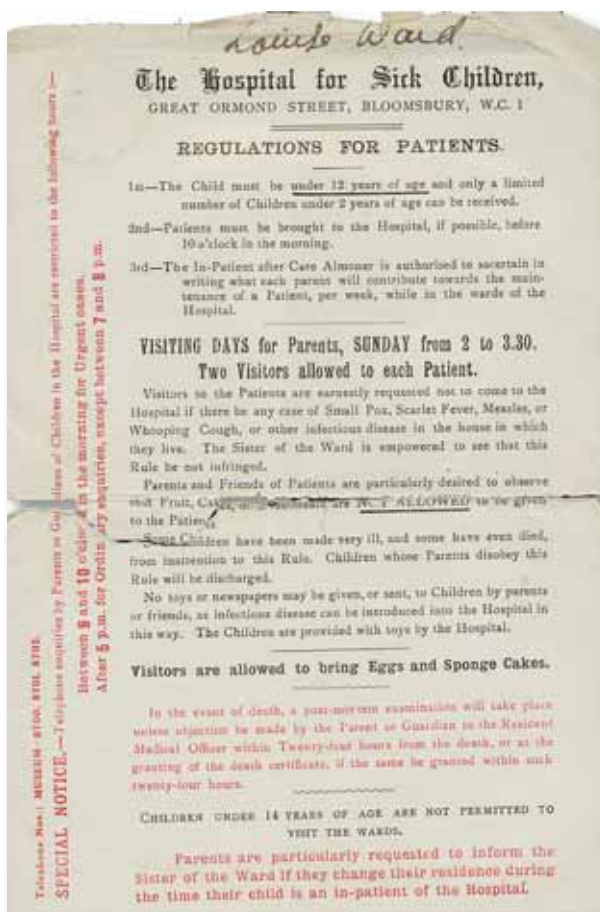 Louise Ward.
The Hospital for Sick Children,
GREAT ORMOND STREET, BLOOMSBURY, W.C. 1
REGULATIONS FOR PATIENTS.
1st—The Child must be under 12 years of age and only a limited
number of Children under 2 years of age can be received.
2nd—Patients must be brought to the Hospital, if possible, before
10 o'clock in the morning.
3rd—The In-Patient after Care Almoner is authorised to ascertain in
writing what each parent will contribute towards the main-
tenance of a Patient, per week, while in the wards of the
Hospital.
VISITING DAYS for Parents, SUNDAY from 2 to 3.30.
Two Visitors allowed to each Patient.
Visitors to the Patients are earnestly requested not to come to the
Hospital if there be any case of Small Pox, Scarlet Fever, Measles, or
Whooping Cough, or other infectious disease in the house in which
they live. The Sister of the Ward is empowered to see that this
Rule be not infringed.
Parents and Friends of Patients are particularly desired to observe
that Fruit, Cakes, or are NOT ALLOWED to be given
to the Patients.
Some Children have been made very ill, and some have even died,
from inattention to this Rule. Children whose Parents disobey this
Rule will be discharged.
No toys or newspapers may be given, or sent, to Children by parents
or friends, as infectious disease can be introduced into the Hospital in
this way. The Children are provided with toys by the Hospital.
Visitors are allowed to bring Eggs and Sponge Cakes.
In the event of death, a post-mortem examination will take place
unless objection be made by the Parent or Guardian to the Resident
Medical Officer within Twenty-four hours from the death, or at the
granting of the death certificate, if the same be granted within such
twenty-four hours.
CHILDREN UNDER 14 YEARS OF AGE ARE NOT PERMITTED TO
VISIT THE WARDS.
Parents are particularly requested to inform the
Sister of the Ward if they change their residence during
the time their child is an in-patient of the Hospital.
Telephone Nos.: MUSEUM—8700, 8701, 8702.
SPECIAL NOTICE.—Telephone enquiries by Parents or Guardians of Children in the Hospital are restricted to the following hours :—
Between 9 and 10 o'clock in the morning for Urgent cases.
After 5 p.m. for Ordinary enquiries, except between 7 and 8 p.m.